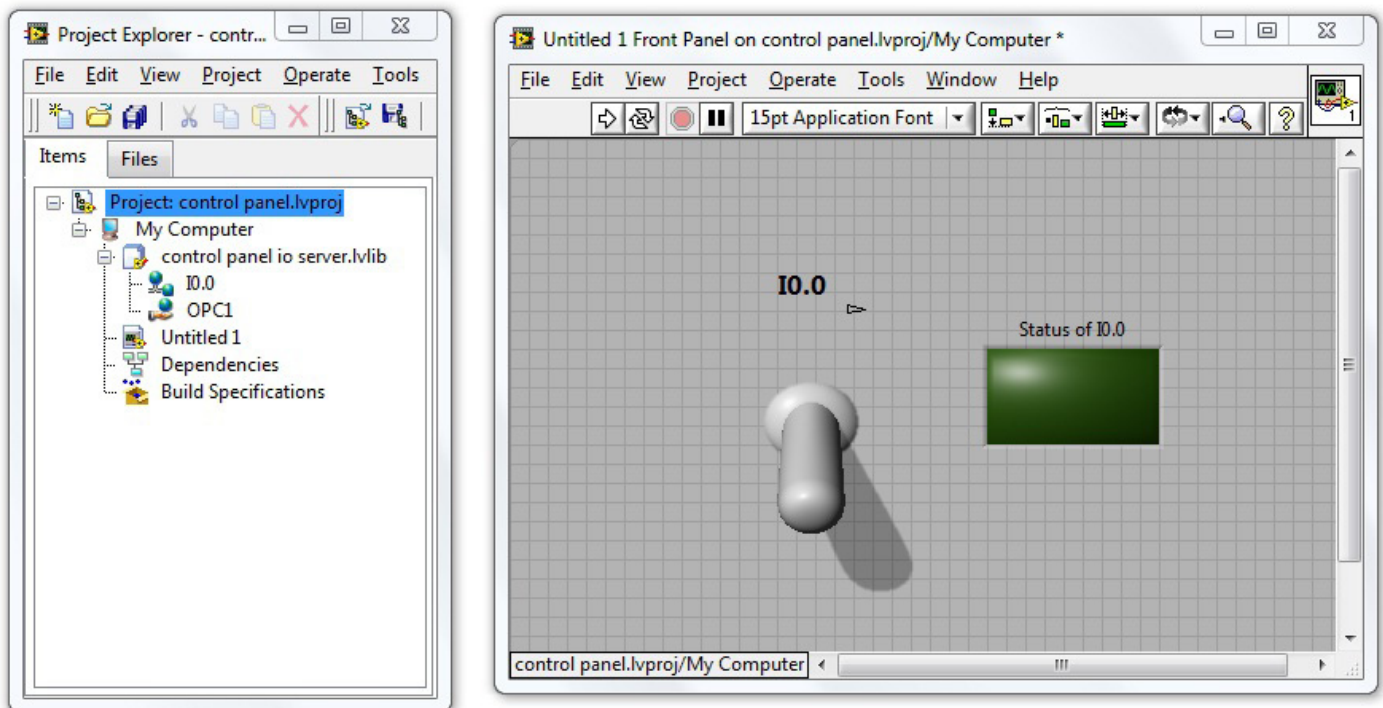 Project Explorer - contr...
File Edit View Project Operate Tools
Items Files
Project: control panel.lvproj
My Computer
control panel io server.lvlib
I0.0
OPC1
Untitled 1
Dependencies
Build Specifications
Untitled 1 Front Panel on control panel.lvproj/My Computer *
File Edit View Project Operate Tools Window Help
15pt Application Font
1
I0.0
Status of I0.0
control panel.lvproj/My Computer